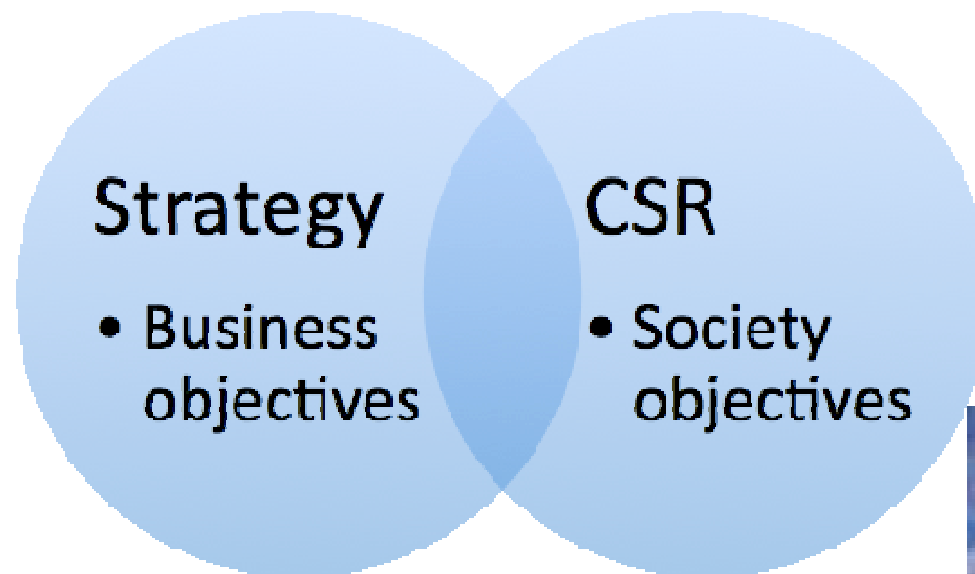 Strategy
• Business
objectives
CSR
• Society
objectives